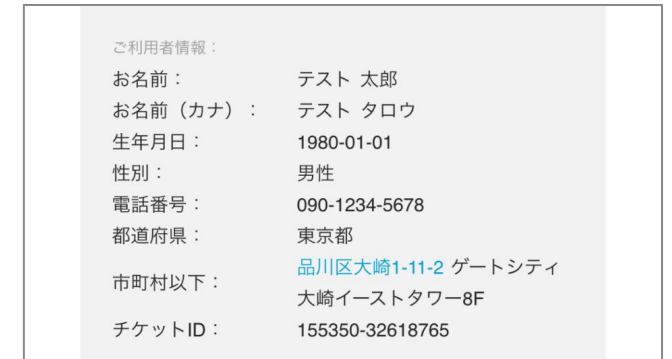 ご利用者情報：
お名前： テスト 太郎
お名前（カナ）： テスト タロウ
生年月日： 1980-01-01
性別： 男性
電話番号： 090-1234-5678
都道府県： 東京都
市町村以下： 品川区大崎1-11-2 ゲートシティ
大崎イーストタワー8F
チケットID： 155350-32618765